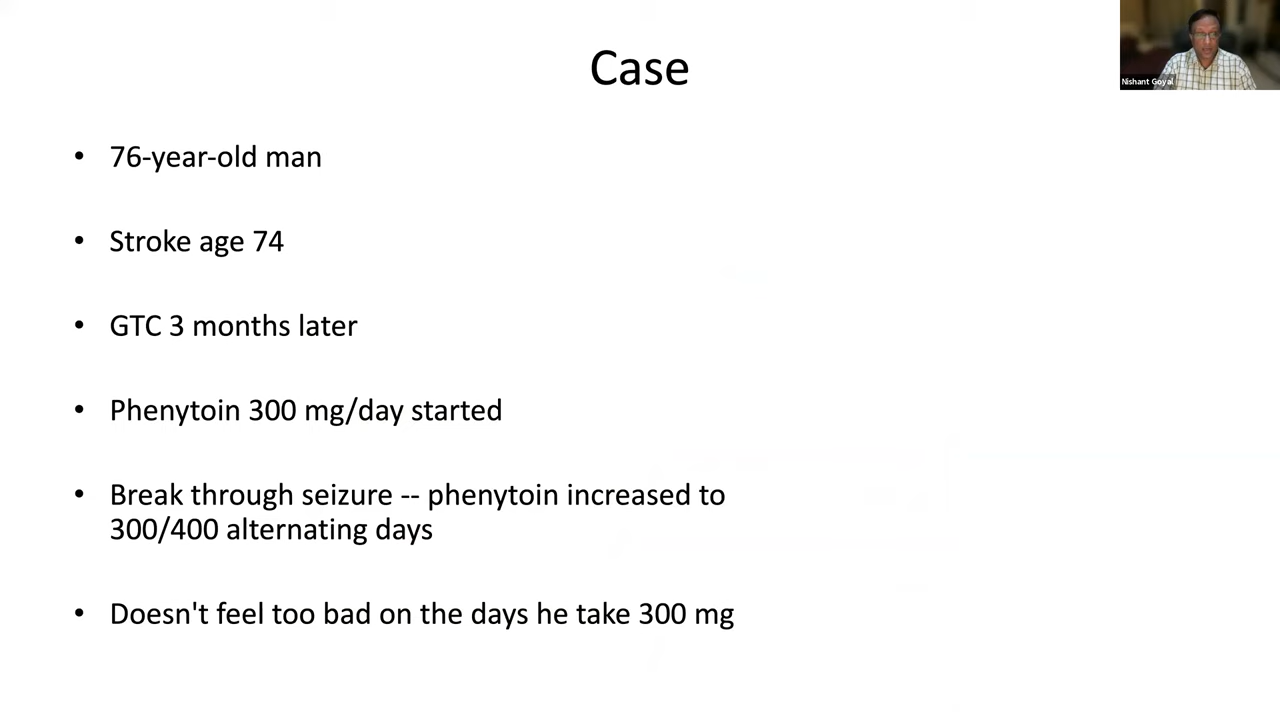 Case
Nishant Goyal
• 76-year-old man
• Stroke age 74
• GTC 3 months later
• Phenytoin 300 mg/day started
• Break through seizure -- phenytoin increased to
300/400 alternating days
• Doesn't feel too bad on the days he take 300 mg